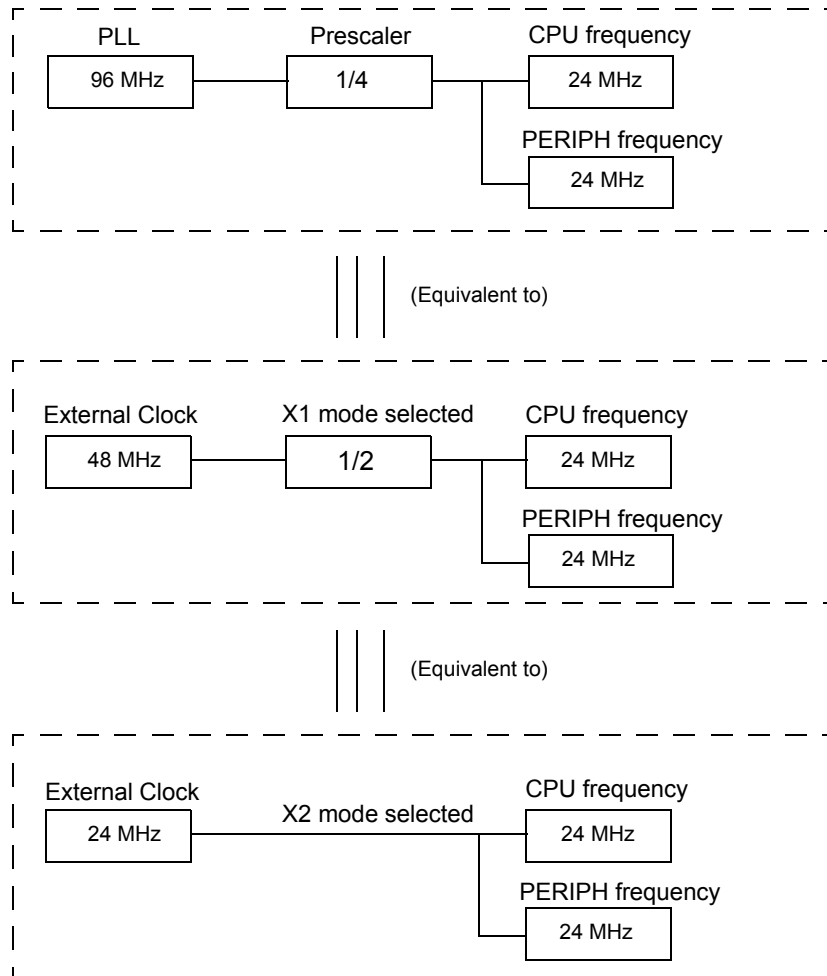 PLL Prescaler CPU frequency
96 MHz 1/4 24 MHz
PERIPH frequency
24 MHz
(Equivalent to)
External Clock X1 mode selected CPU frequency
48 MHz 1/2 24 MHz
PERIPH frequency
24 MHz
(Equivalent to)
External Clock X2 mode selected CPU frequency
24 MHz 24 MHz
PERIPH frequency
24 MHz